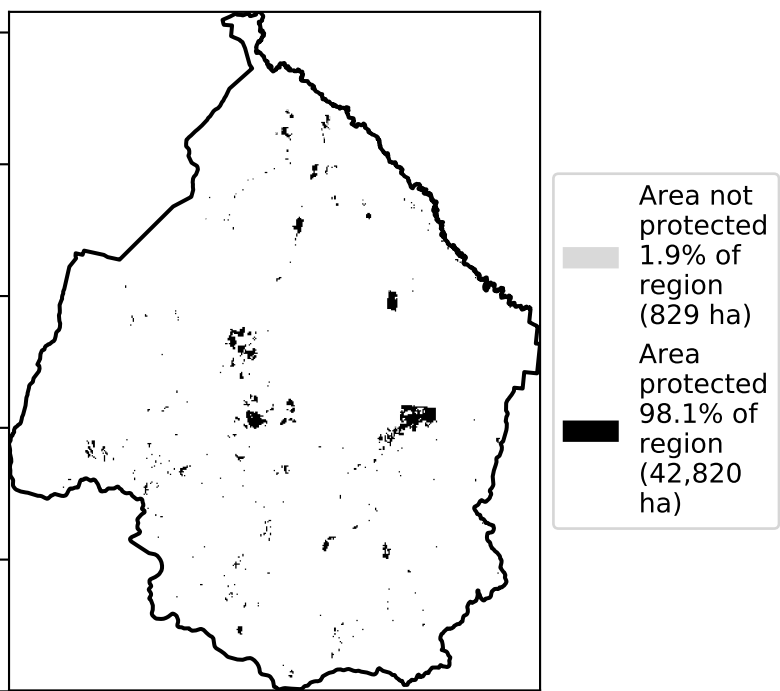 Area not
protected
1.9% of
region
(829 ha)
Area
protected
98.1% of
region
(42,820
ha)